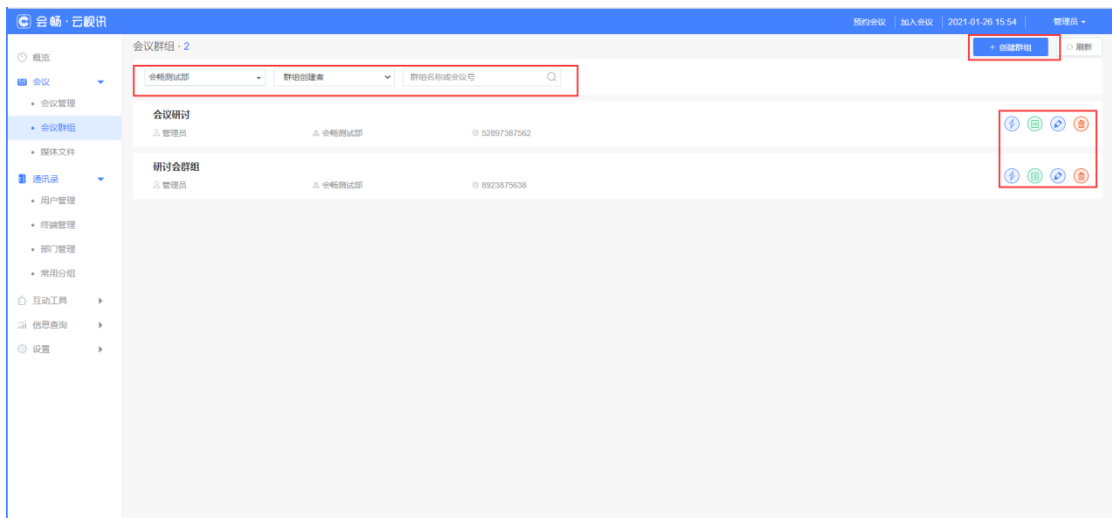 会畅·云视讯
预约会议 加入会议 2021-01-26 15:54 管理员
概览
会议
会议管理
会议群组
媒体文件
通讯录
用户管理
终端管理
部门管理
常用分组
互动工具
信息查询
设置
会议群组 · 2
+ 创建群组 刷新
会畅测试部 群组创建者 群组名称或会议号
会议研讨
管理员 会畅测试部 52897387562
研讨会群组
管理员 会畅测试部 8923875638